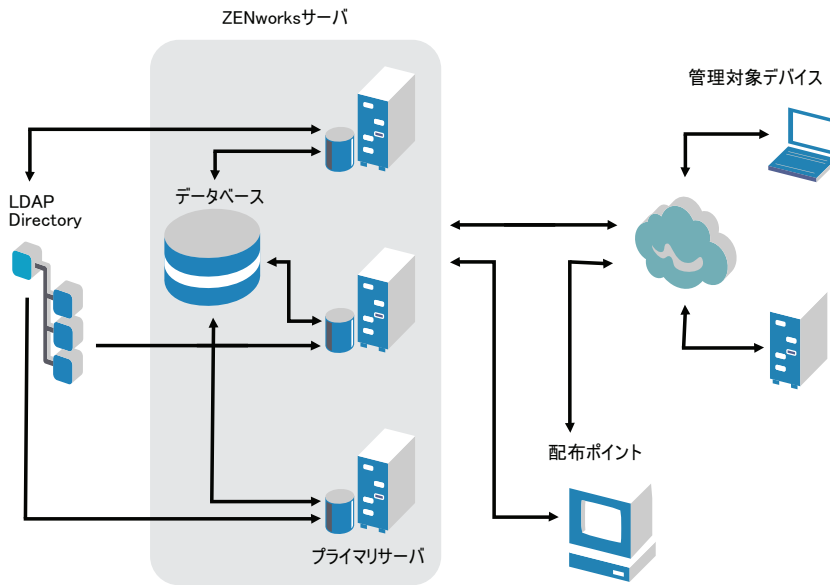 ZENworksサーバ
管理対象デバイス
LDAP
Directory
データベース
配布ポイント
プライマリサーバ